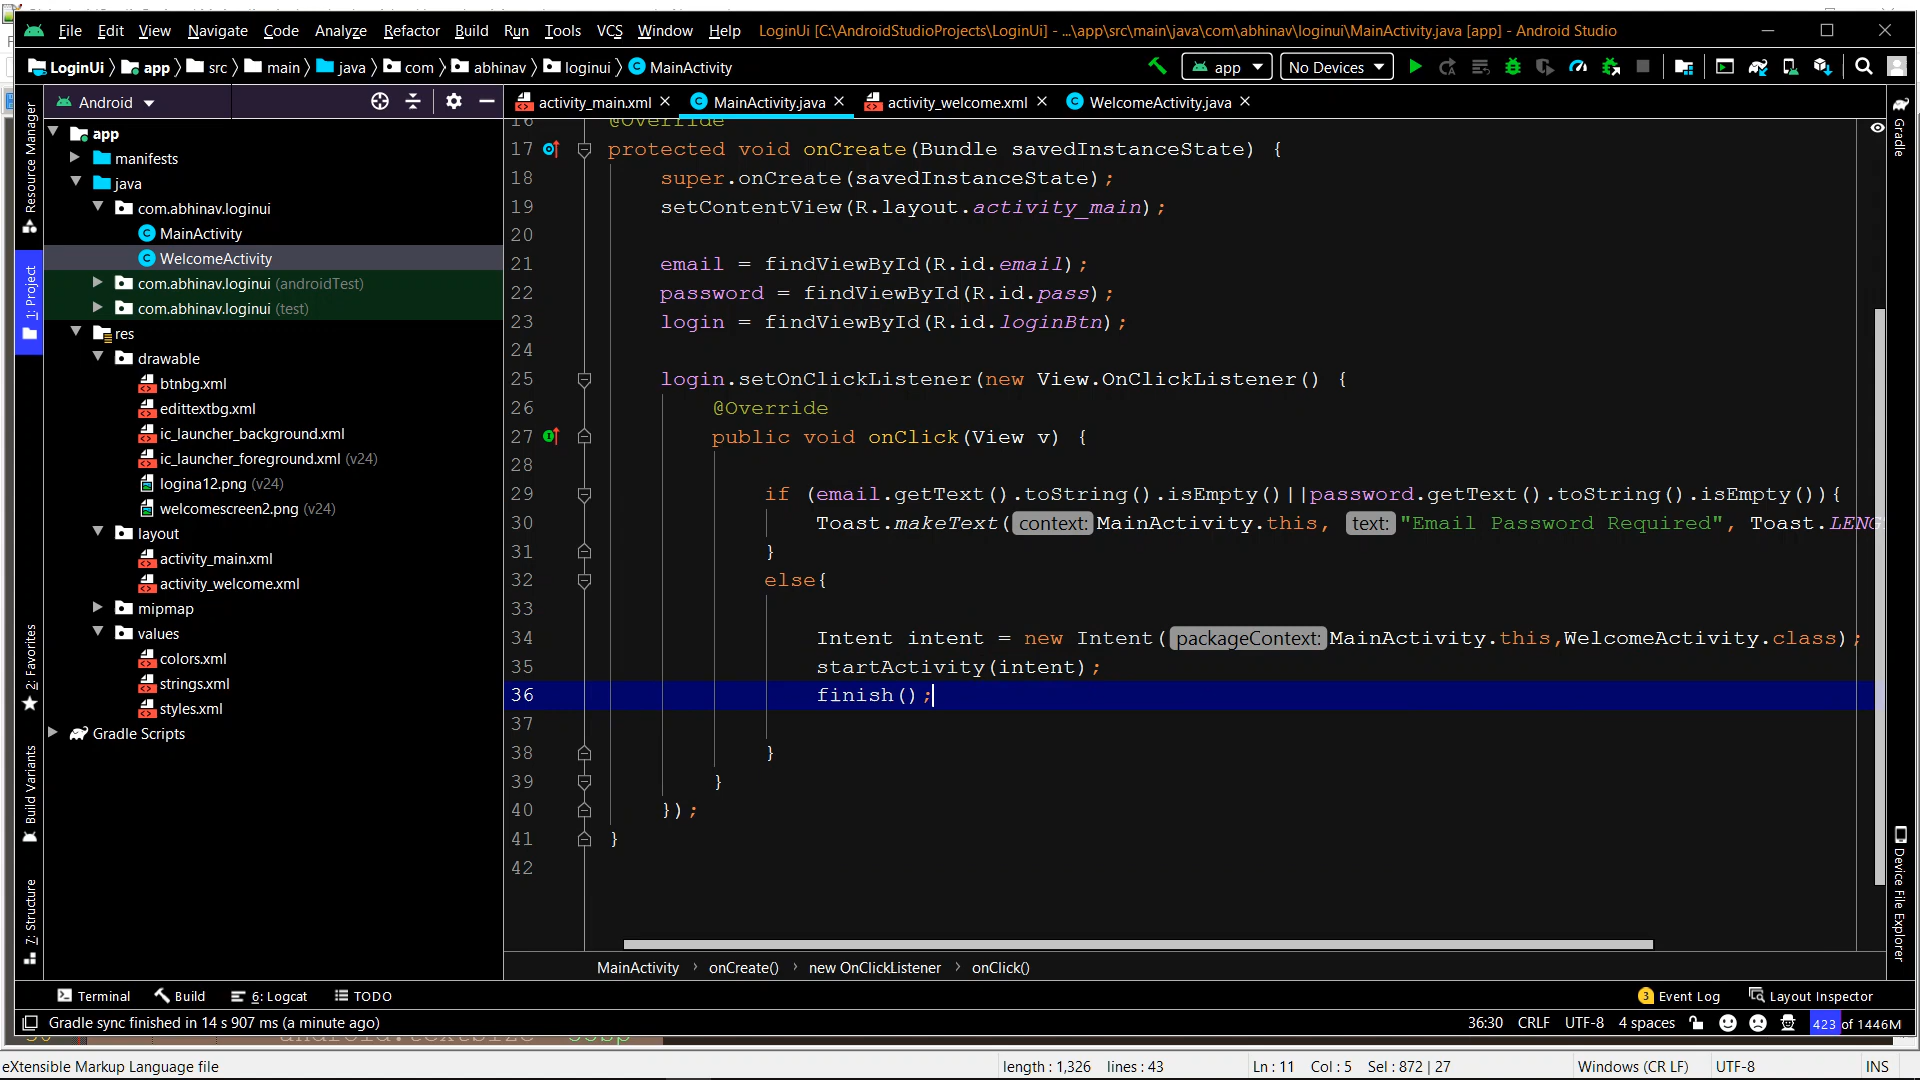 File Edit View Navigate Code Analyze Refactor Build Run Tools VCS Window Help LoginUi [C:\AndroidStudioProjects\LoginUi] - ...\app\src\main\java\com\abhinav\loginui\MainActivity.java [app] - Android Studio
LoginUi app src main java com abhinav loginui MainActivity app No Devices
Android activity_main.xml MainActivity.java activity_welcome.xml WelcomeActivity.java
Resource Manager
1: Project
2: Favorites
Build Variants
7: Structure
app
manifests
java
com.abhinav.loginui
MainActivity
WelcomeActivity
com.abhinav.loginui (androidTest)
com.abhinav.loginui (test)
res
drawable
btnbg.xml
edittextbg.xml
ic_launcher_background.xml
ic_launcher_foreground.xml (v24)
logina12.png (v24)
welcomescreen2.png (v24)
layout
activity_main.xml
activity_welcome.xml
mipmap
values
colors.xml
strings.xml
styles.xml
Gradle Scripts
16 @Override
17 protected void onCreate(Bundle savedInstanceState) {
18 super.onCreate(savedInstanceState);
19 setContentView(R.layout.activity_main);
20
21 email = findViewById(R.id.email);
22 password = findViewById(R.id.pass);
23 login = findViewById(R.id.loginBtn);
24
25 login.setOnClickListener(new View.OnClickListener() {
26 @Override
27 public void onClick(View v) {
28
29 if (email.getText().toString().isEmpty()||password.getText().toString().isEmpty()){
30 Toast.makeText( context: MainActivity.this, text: "Email Password Required", Toast.LENG
31 }
32 else{
33
34 Intent intent = new Intent( packageContext: MainActivity.this,WelcomeActivity.class);
35 startActivity(intent);
36 finish();
37
38 }
39 }
40 });
41 }
42
Gradle
Device File Explorer
MainActivity › onCreate() › new OnClickListener › onClick()
Terminal Build 6: Logcat TODO 3 Event Log Layout Inspector
Gradle sync finished in 14 s 907 ms (a minute ago) 36:30 CRLF UTF-8 4 spaces 423 of 1446M
eXtensible Markup Language file length : 1,326 lines : 43 Ln : 11 Col : 5 Sel : 872 | 27 Windows (CR LF) UTF-8 INS